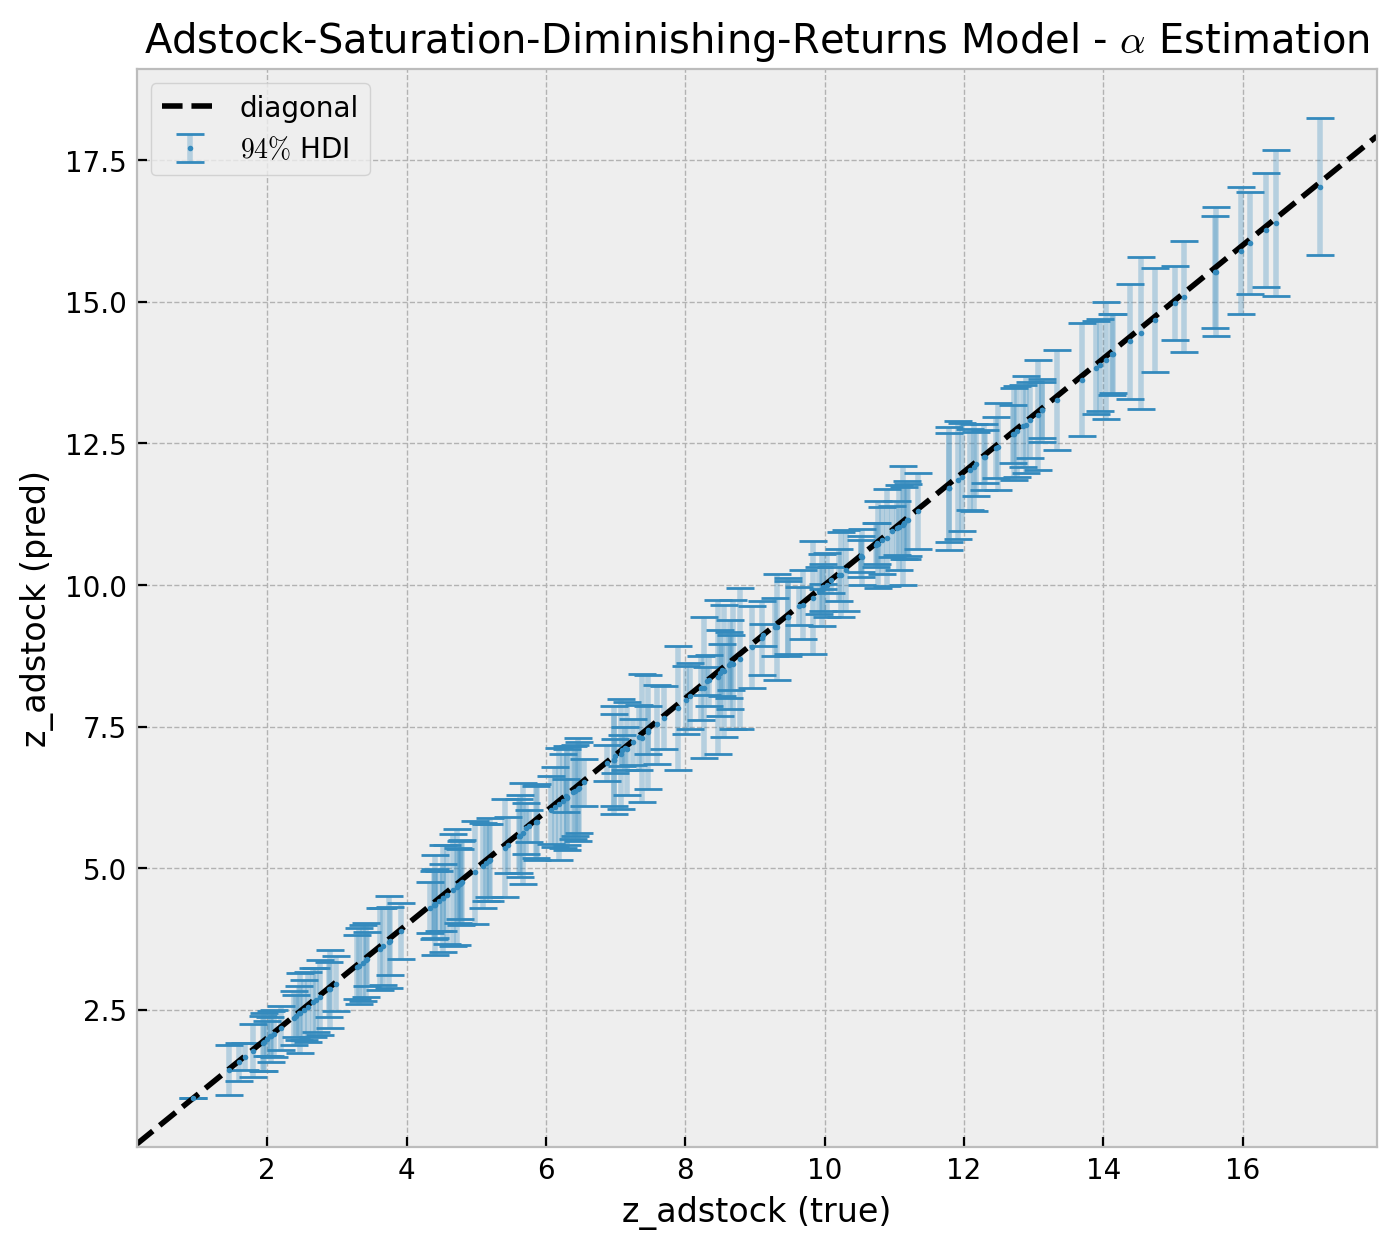 Adstock-Saturation-Diminishing-Returns Model - α Estimation
diagonal
94% HDI
17.5
15.0
12.5
10.0
7.5
5.0
2.5
z_adstock (pred)
2 4 6 8 10 12 14 16
z_adstock (true)